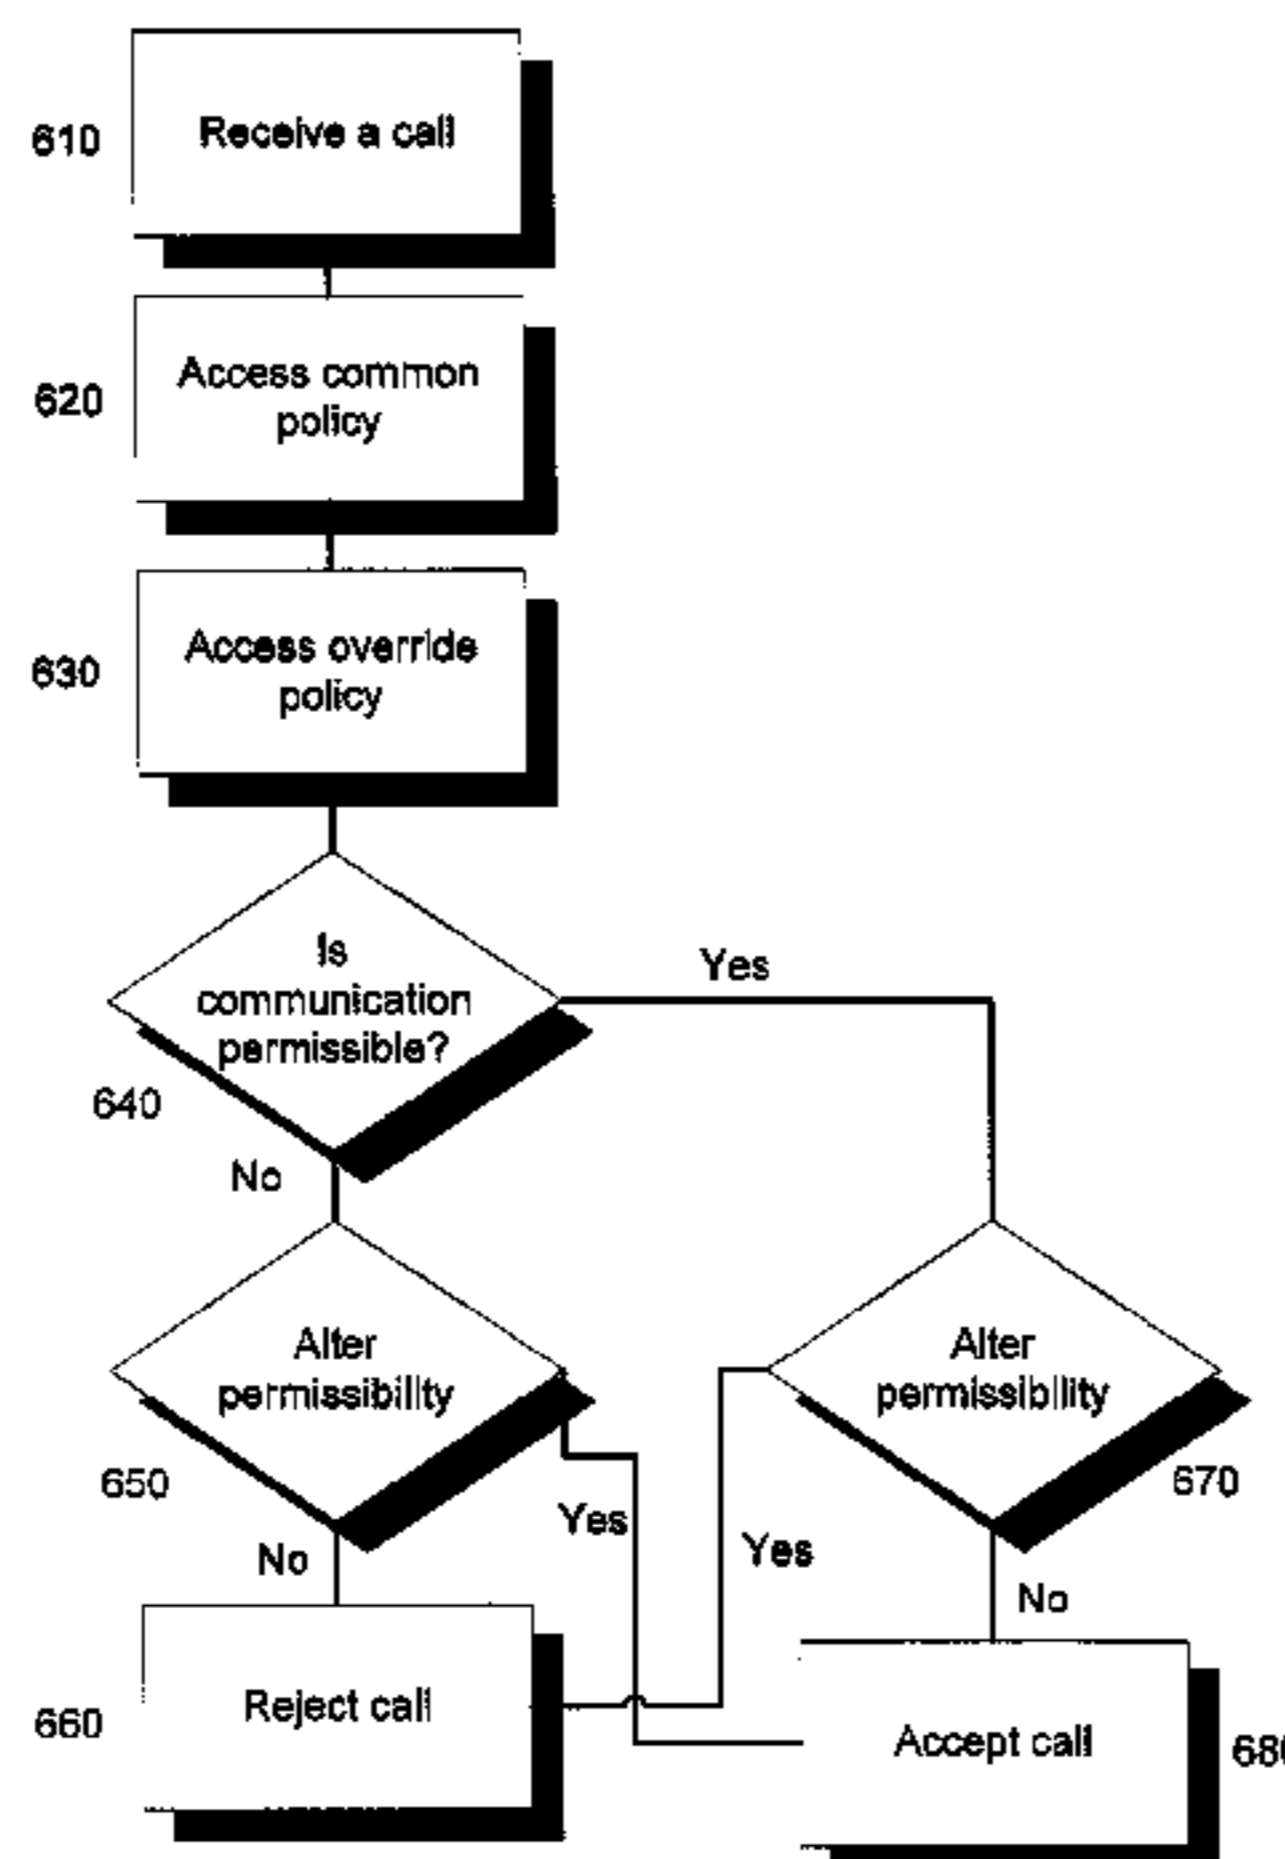 610
Receive a call
620
Access common
policy
630
Access override
policy
Is
communication
permissible?
Yes
640
No
Alter
permissibility
Alter
permissibility
650
670
Yes
Yes
No
No
660
Reject call
Accept call
680